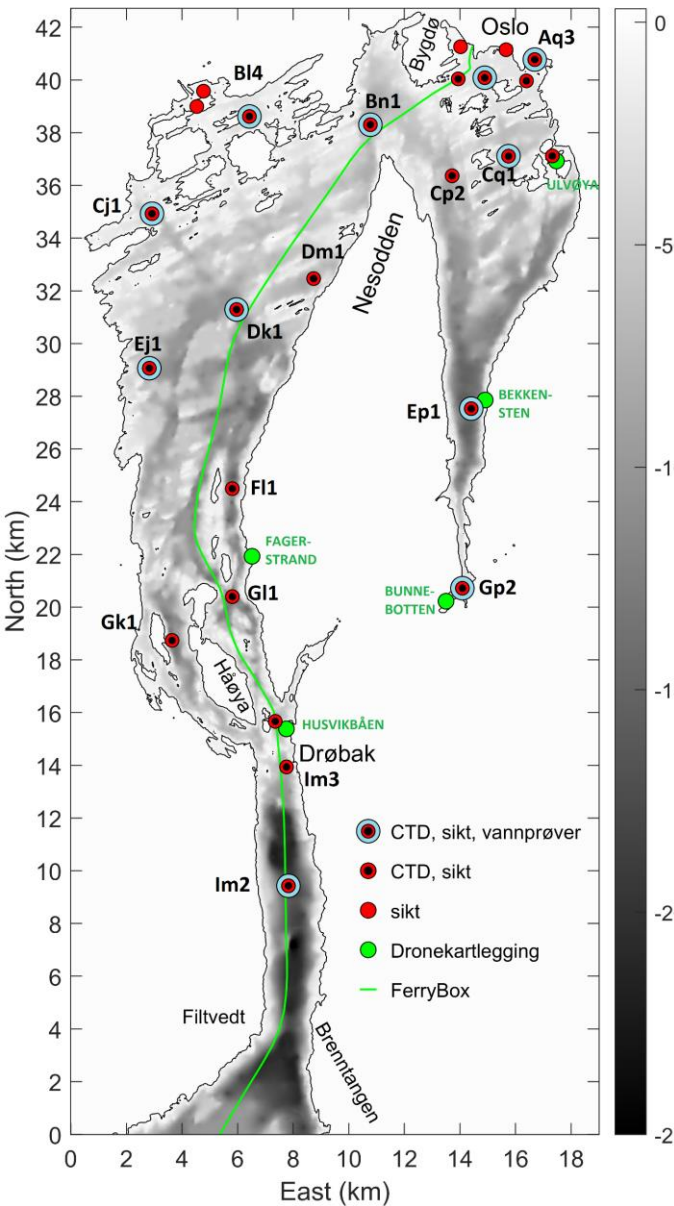 42
40
38
36
34
32
30
28
26
24
22
20
18
16
14
12
10
8
6
4
2
0
North (km)
0
2
4
6
8
10
12
14
16
18
East (km)
Bygdø
Oslo
Aq3
Bl4
Bn1
Cp2
Cq1
ULVØYA
Cj1
Nesodden
Dm1
Dk1
Ej1
BEKKEN-
STEN
Ep1
Fl1
FAGER-
STRAND
BUNNE-
BOTTEN
Gp2
Gl1
Gk1
Håøya
HUSVIKBÅEN
Drøbak
Im3
Im2
CTD, sikt, vannprøver
CTD, sikt
sikt
Dronekartlegging
FerryBox
Filtvedt
Brenntangen
0
-5
-10
-1
-2
-2